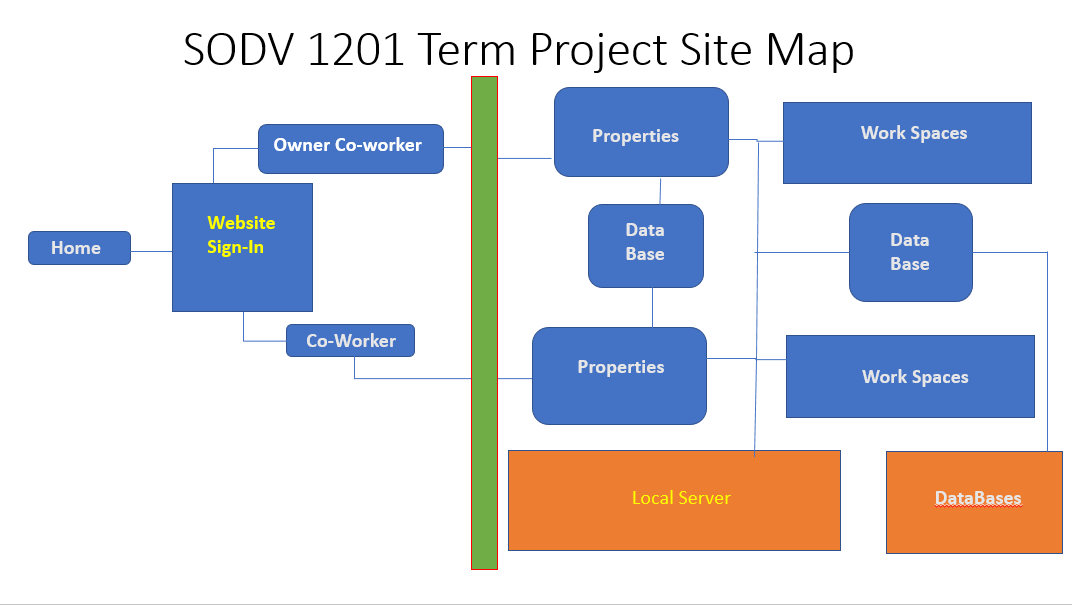 SODV 1201 Term Project Site Map
Owner Co-worker
Properties
Work Spaces
Website
Sign-In
Home
Data
Base
Data
Base
Co-Worker
Properties
Work Spaces
Local Server
DataBases